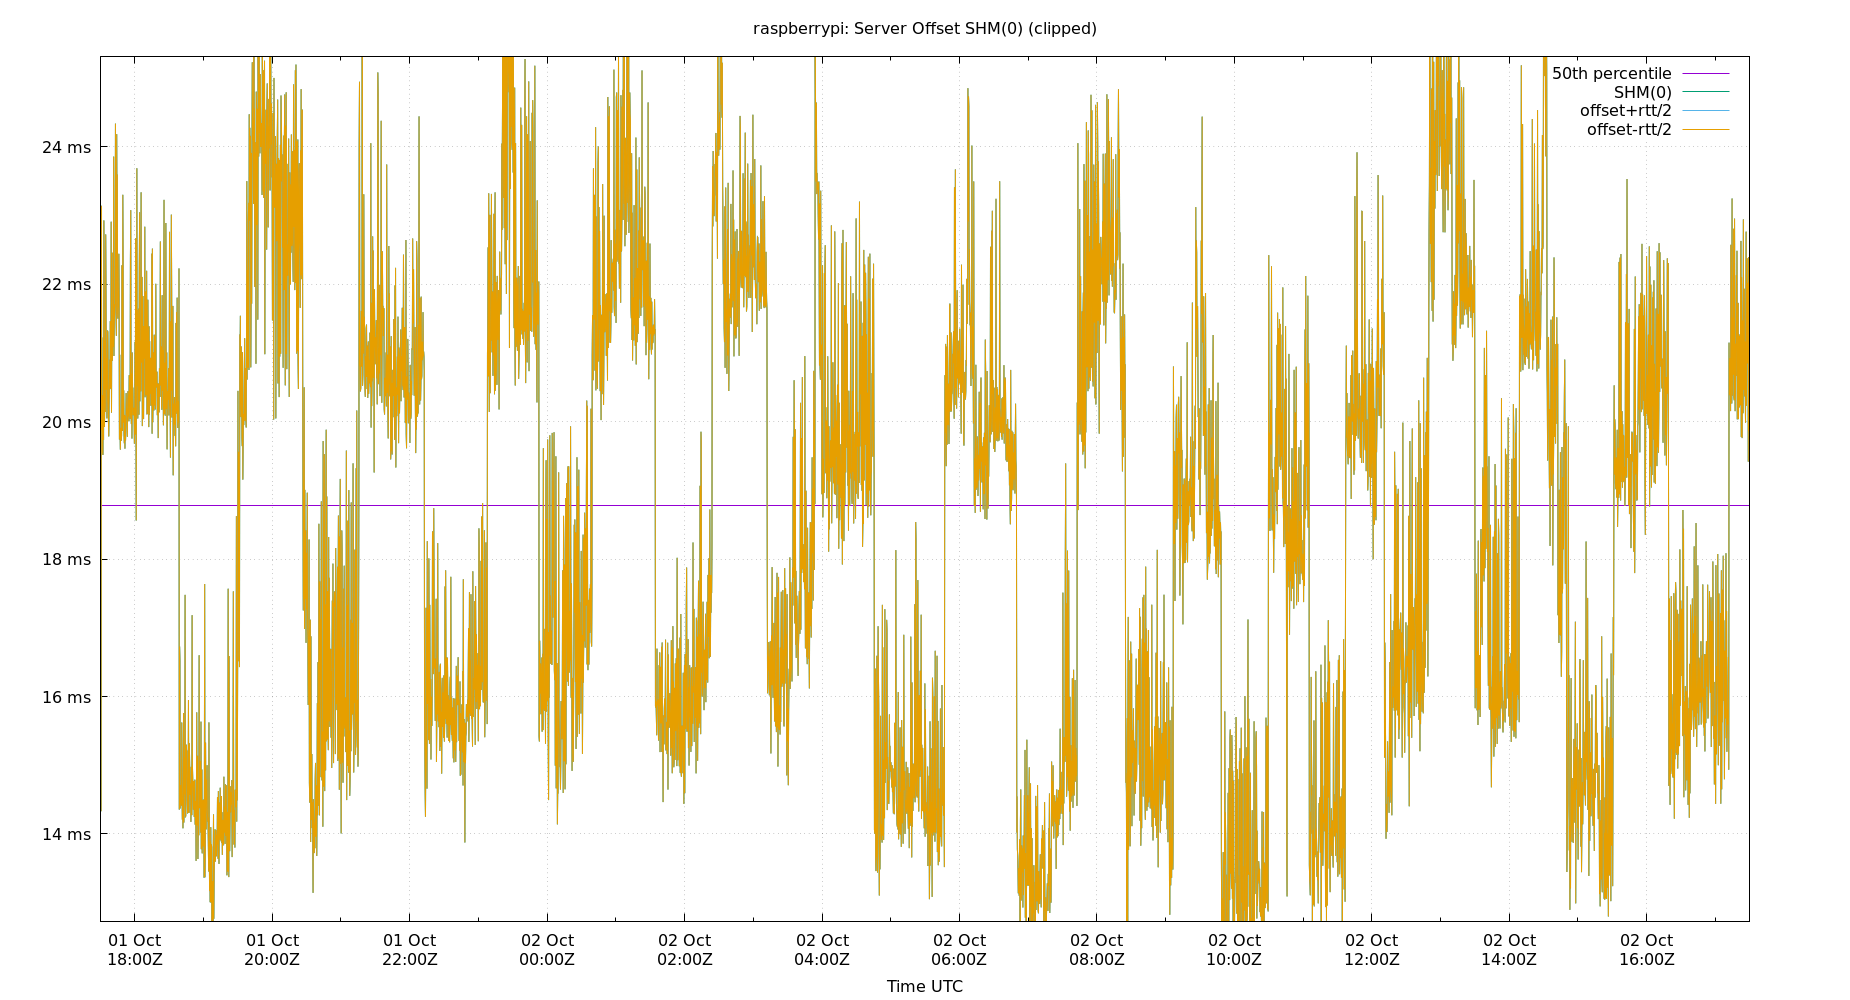 raspberrypi: Server Offset SHM(0) (clipped)
50th percentile
SHM(0)
offset+rtt/2
offset-rtt/2
24 ms
22 ms
20 ms
18 ms
16 ms
14 ms
01 Oct 01 Oct 01 Oct 02 Oct 02 Oct 02 Oct 02 Oct 02 Oct 02 Oct 02 Oct 02 Oct 02 Oct
18:00Z 20:00Z 22:00Z 00:00Z 02:00Z 04:00Z 06:00Z 08:00Z 10:00Z 12:00Z 14:00Z 16:00Z
Time UTC